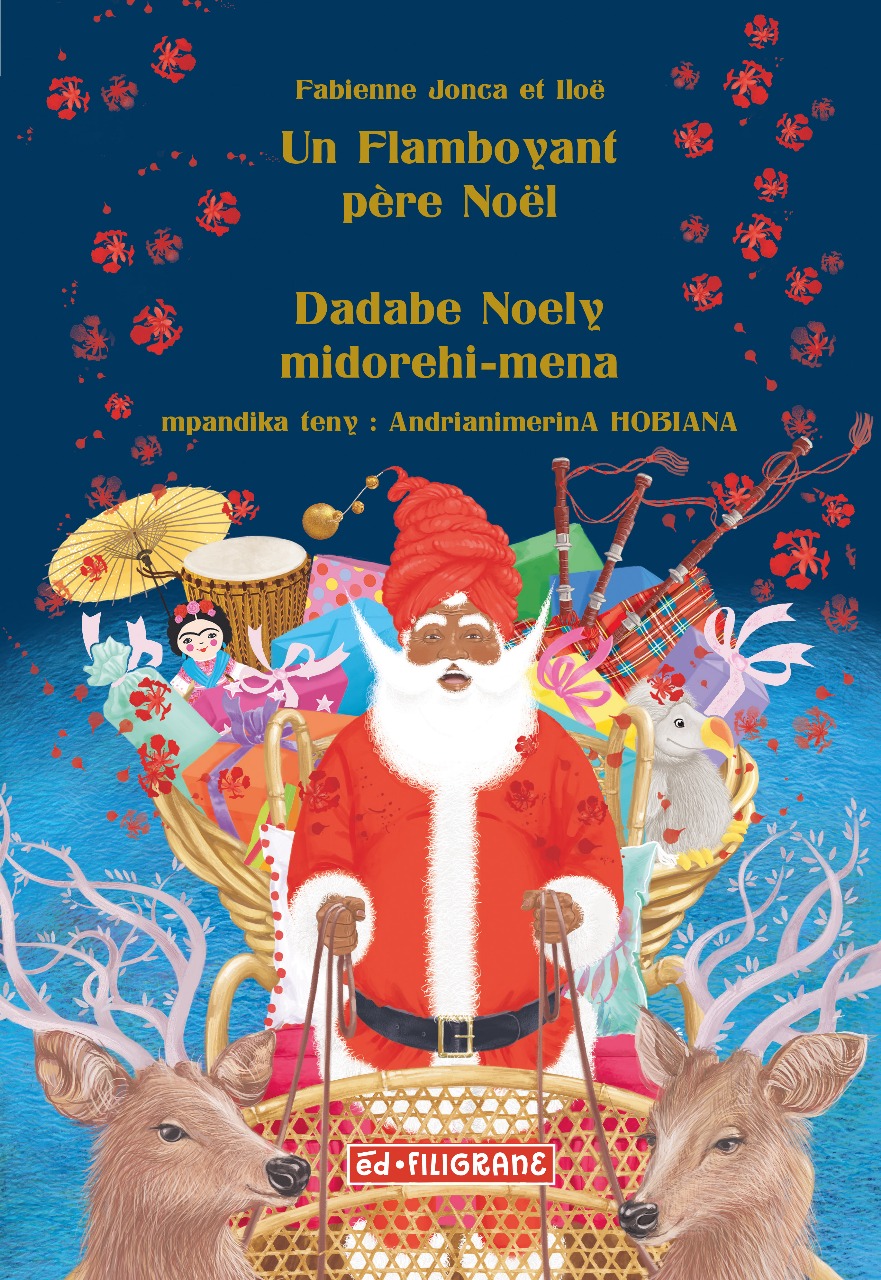 Fabienne Jonca et Iloë
Un Flamboyant
père Noël
Dadabe Noely
midorehi-mena
mpandika teny : AndrianimerinA HOBIANA
éd•FILIGRANE